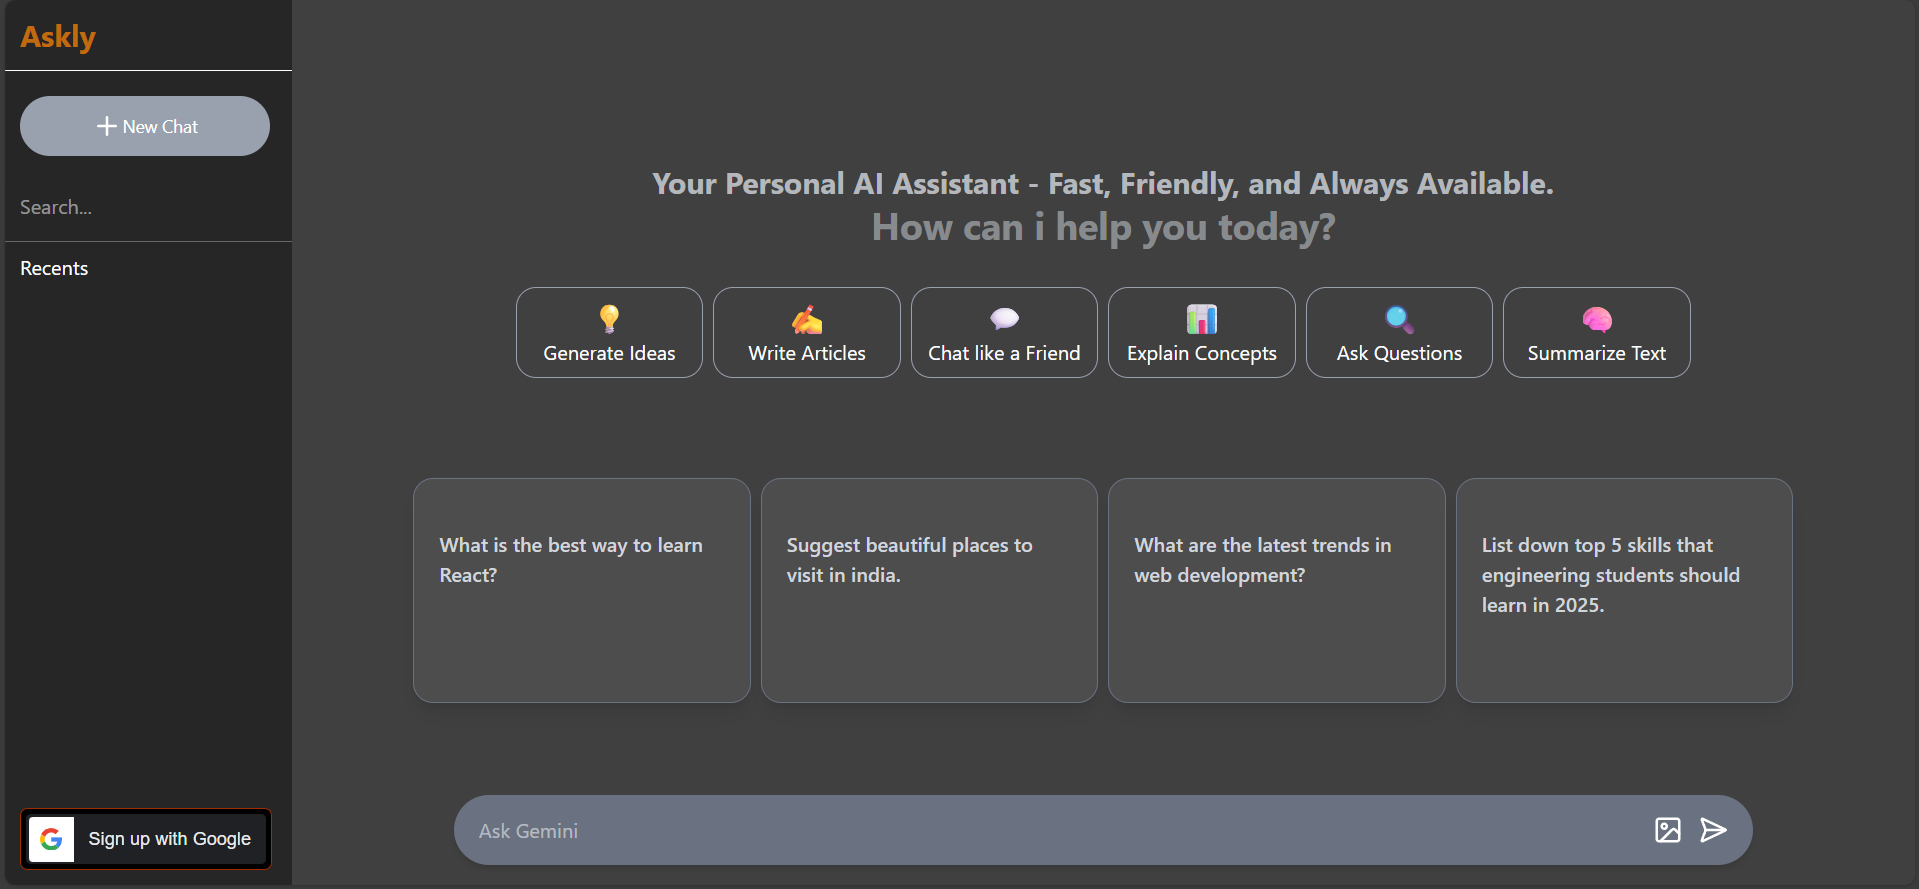 Askly
New Chat
Search...
Recents
Sign up with Google
Your Personal AI Assistant - Fast, Friendly, and Always Available.
How can i help you today?
Generate Ideas
Write Articles
Chat like a Friend
Explain Concepts
Ask Questions
Summarize Text
What is the best way to learn
React?
Suggest beautiful places to
visit in india.
What are the latest trends in
web development?
List down top 5 skills that
engineering students should
learn in 2025.
Ask Gemini